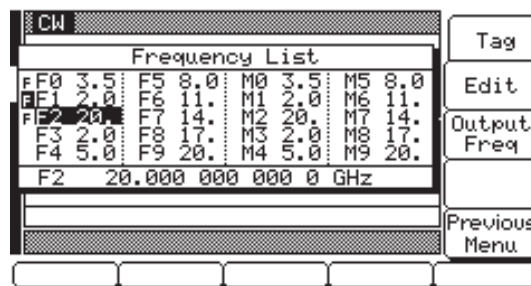 CW
Frequency List
F F0 3.5 F5 8.0 M0 3.5 M5 8.0
F F1 2.0 F6 11. M1 2.0 M6 11.
F F2 20. F7 14. M2 20. M7 14.
F3 2.0 F8 17. M3 2.0 M8 17.
F4 5.0 F9 20. M4 5.0 M9 20.
F2 20.000 000 000 0 GHz
Tag
Edit
Output
Freq
Previous
Menu